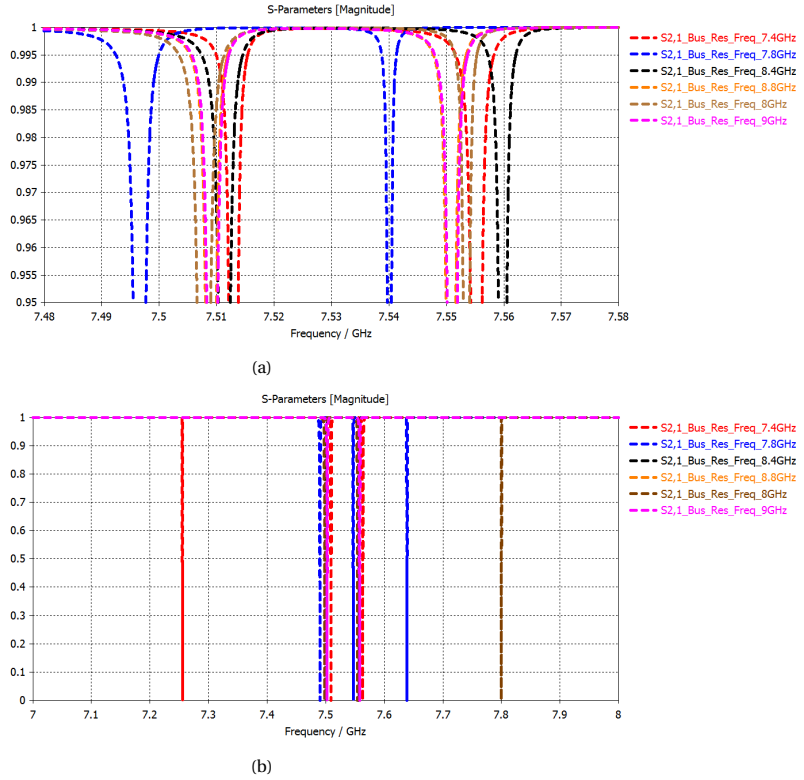 S-Parameters [Magnitude]
1
0.995
0.99
0.985
0.98
0.975
0.97
0.965
0.96
0.955
0.95
7.48
7.49
7.5
7.51
7.52
7.53
7.54
7.55
7.56
7.57
7.58
Frequency / GHz
S2,1_Bus_Res_Freq_7.4GHz
S2,1_Bus_Res_Freq_7.8GHz
S2,1_Bus_Res_Freq_8.4GHz
S2,1_Bus_Res_Freq_8.8GHz
S2,1_Bus_Res_Freq_8GHz
S2,1_Bus_Res_Freq_9GHz
(a)
S-Parameters [Magnitude]
1
0.9
0.8
0.7
0.6
0.5
0.4
0.3
0.2
0.1
0
7
7.1
7.2
7.3
7.4
7.5
7.6
7.7
7.8
7.9
8
Frequency / GHz
S2,1_Bus_Res_Freq_7.4GHz
S2,1_Bus_Res_Freq_7.8GHz
S2,1_Bus_Res_Freq_8.4GHz
S2,1_Bus_Res_Freq_8.8GHz
S2,1_Bus_Res_Freq_8GHz
S2,1_Bus_Res_Freq_9GHz
(b)